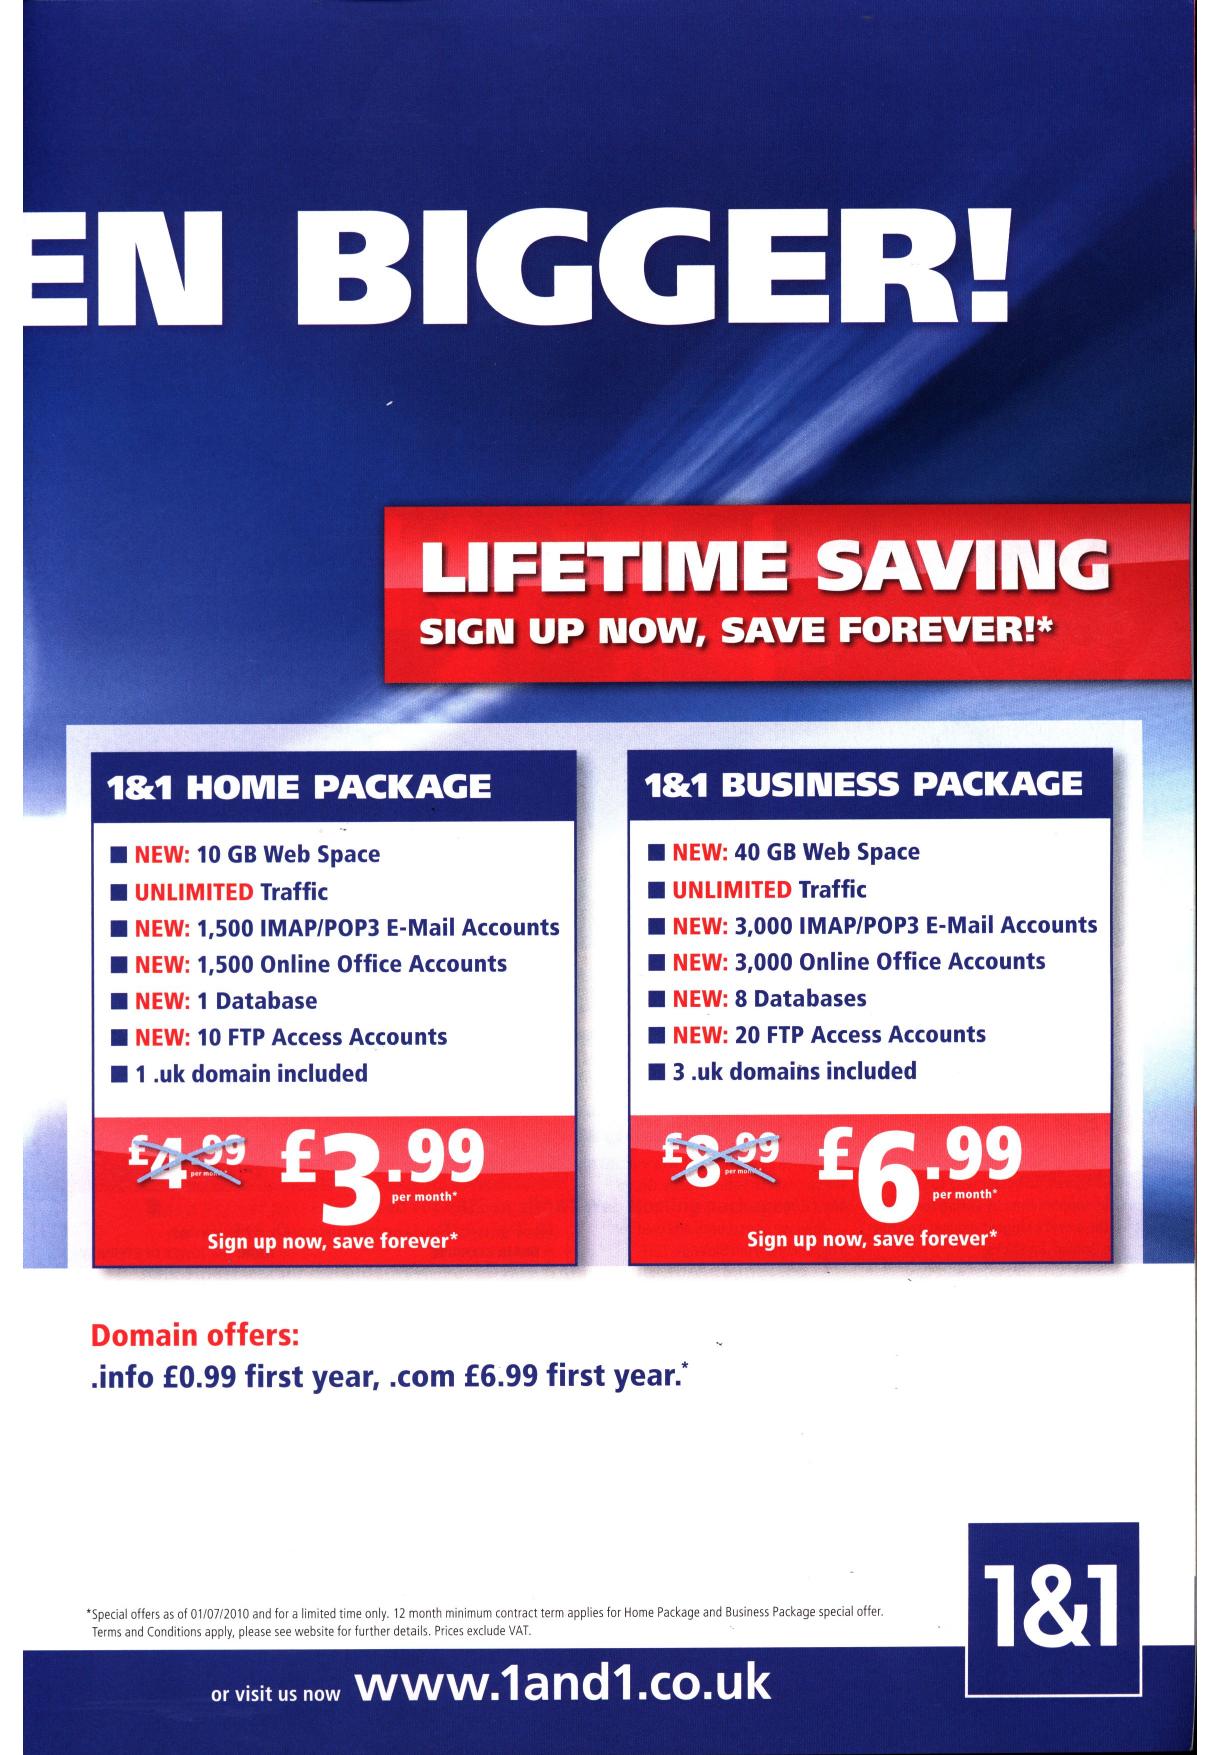 EN BIGGER!
LIFETIME SAVING
SIGN UP NOW, SAVE FOREVER!*
1&1 HOME PACKAGE
NEW: 10 GB Web Space
UNLIMITED Traffic
NEW: 1,500 IMAP/POP3 E-Mail Accounts
NEW: 1,500 Online Office Accounts
NEW: 1 Database
NEW: 10 FTP Access Accounts
1 .uk domain included
£4.99 per month*
£3.99 per month*
Sign up now, save forever*
1&1 BUSINESS PACKAGE
NEW: 40 GB Web Space
UNLIMITED Traffic
NEW: 3,000 IMAP/POP3 E-Mail Accounts
NEW: 3,000 Online Office Accounts
NEW: 8 Databases
NEW: 20 FTP Access Accounts
3 .uk domains included
£8.99 per month*
£6.99 per month*
Sign up now, save forever*
Domain offers:
.info £0.99 first year, .com £6.99 first year.*
*Special offers as of 01/07/2010 and for a limited time only. 12 month minimum contract term applies for Home Package and Business Package special offer.
Terms and Conditions apply, please see website for further details. Prices exclude VAT.
1&1
or visit us now www.1and1.co.uk